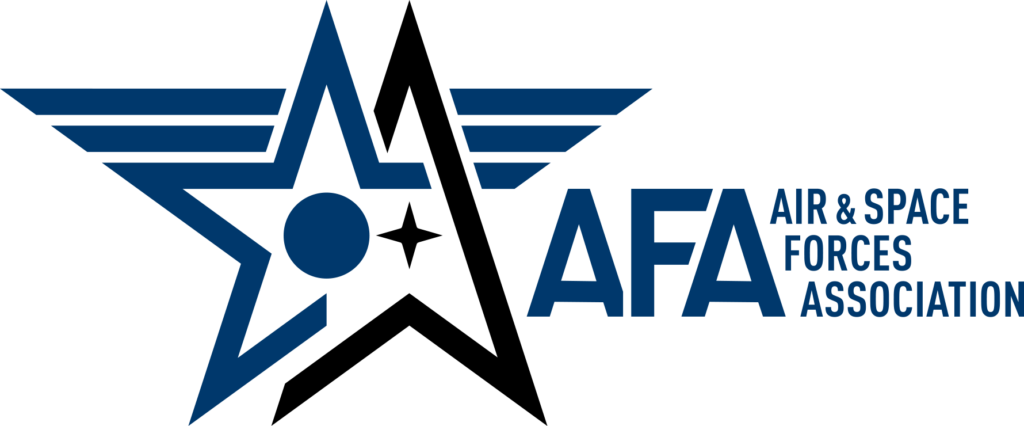 AFA
AIR & SPACE
FORCES
ASSOCIATION